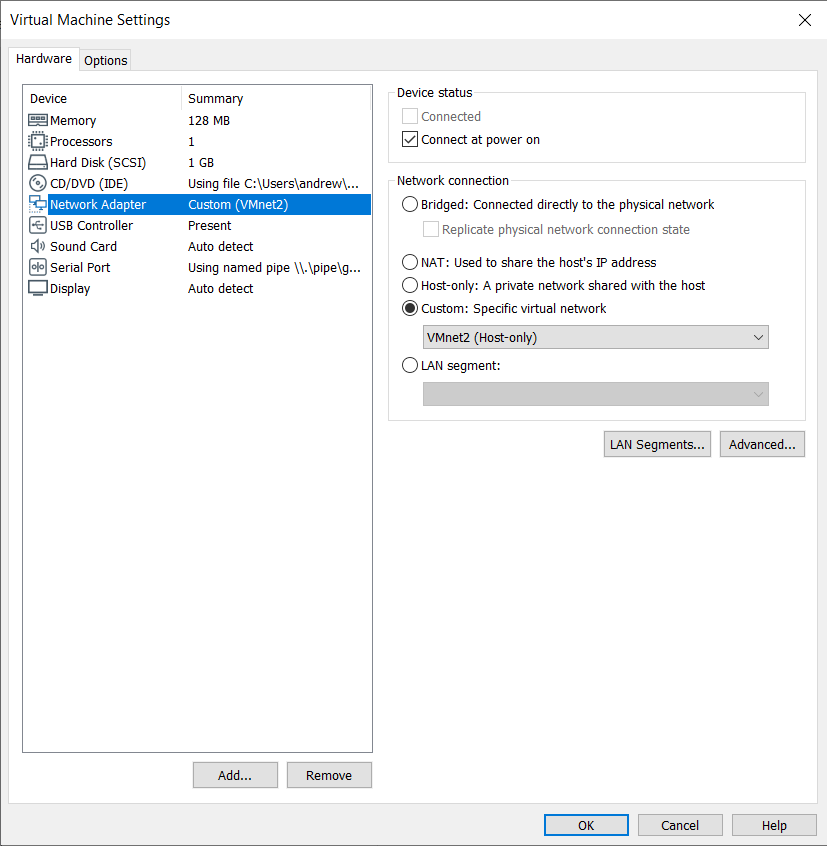 Virtual Machine Settings
Hardware
Options
Device Summary
Memory 128 MB
Processors 1
Hard Disk (SCSI) 1 GB
CD/DVD (IDE) Using file C:\Users\andrew\...
Network Adapter Custom (VMnet2)
USB Controller Present
Sound Card Auto detect
Serial Port Using named pipe \\.\pipe\g...
Display Auto detect
Add...
Remove
Device status
Connected
Connect at power on
Network connection
Bridged: Connected directly to the physical network
Replicate physical network connection state
NAT: Used to share the host's IP address
Host-only: A private network shared with the host
Custom: Specific virtual network
VMnet2 (Host-only)
LAN segment:
LAN Segments...
Advanced...
OK
Cancel
Help